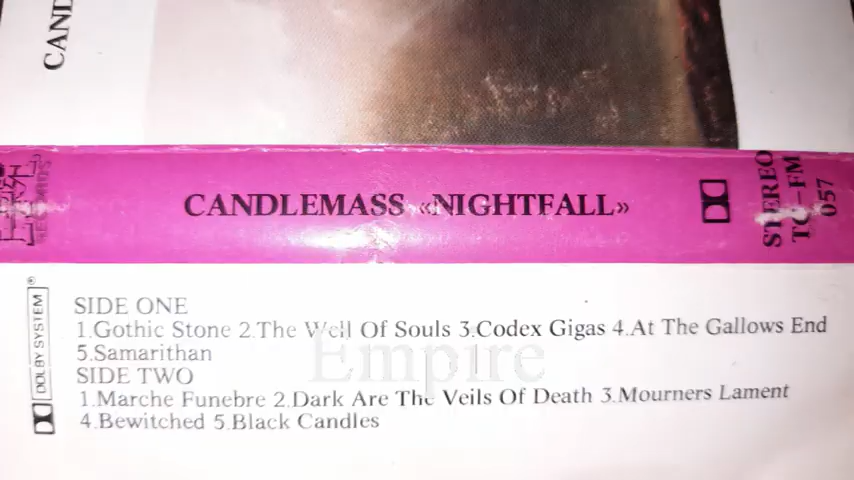 CAND
RECORDS
CANDLEMASS «NIGHTFALL»
STEREO
TC-FM
057
DOLBY SYSTEM®
SIDE ONE
1.Gothic Stone 2.The Well Of Souls 3.Codex Gigas 4.At The Gallows End
5.Samarithan
Empire
SIDE TWO
1.Marche Funebre 2.Dark Are The Veils Of Death 3.Mourners Lament
4.Bewitched 5.Black Candles